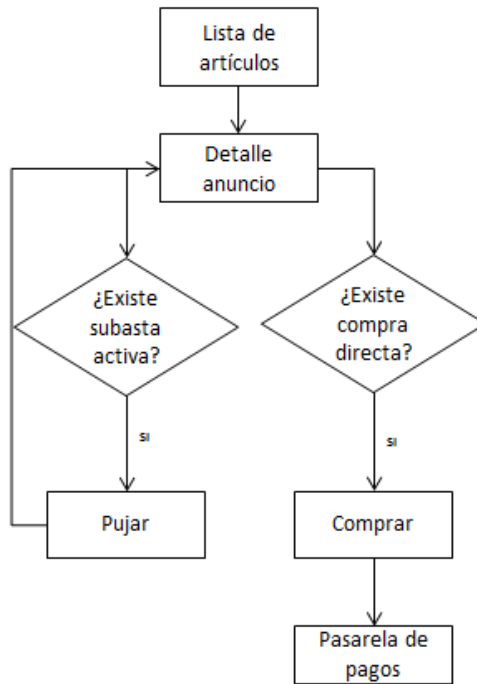 Lista de
artículos
Detalle
anuncio
¿Existe
subasta
activa?
¿Existe
compra
directa?
SI
SI
Pujar
Comprar
Pasarela de
pagos